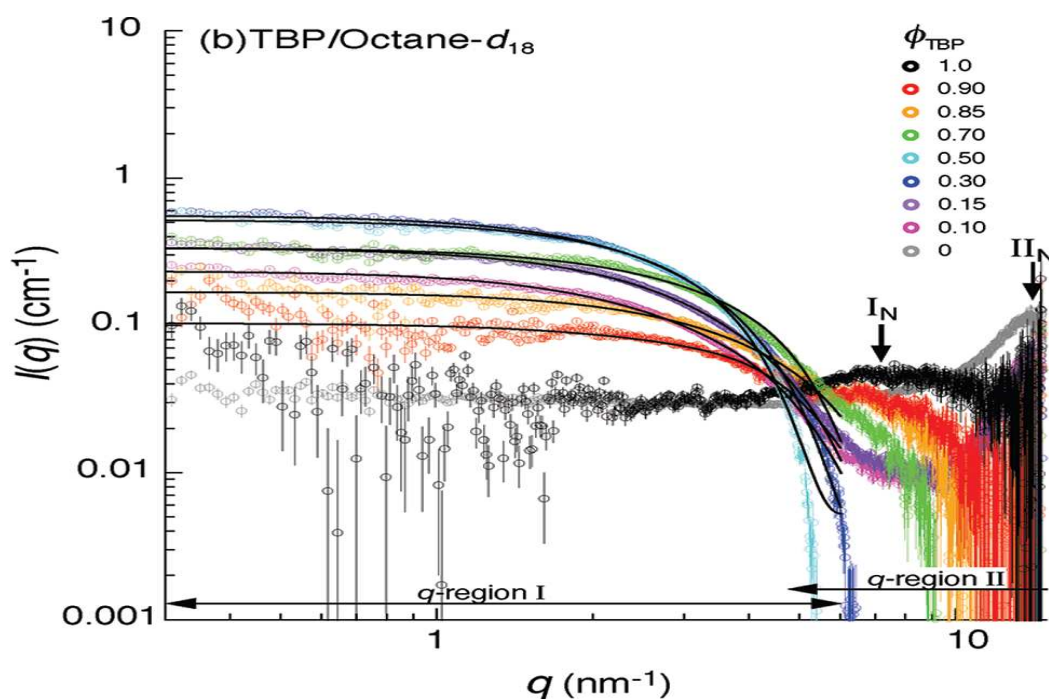 (b)TBP/Octane-d18
ϕTBP
1.0
0.90
0.85
0.70
0.50
0.30
0.15
0.10
0
10
1
0.1
0.01
0.001
I(q) (cm-1)
IN
IIN
q-region II
q-region I
1
10
q (nm-1)